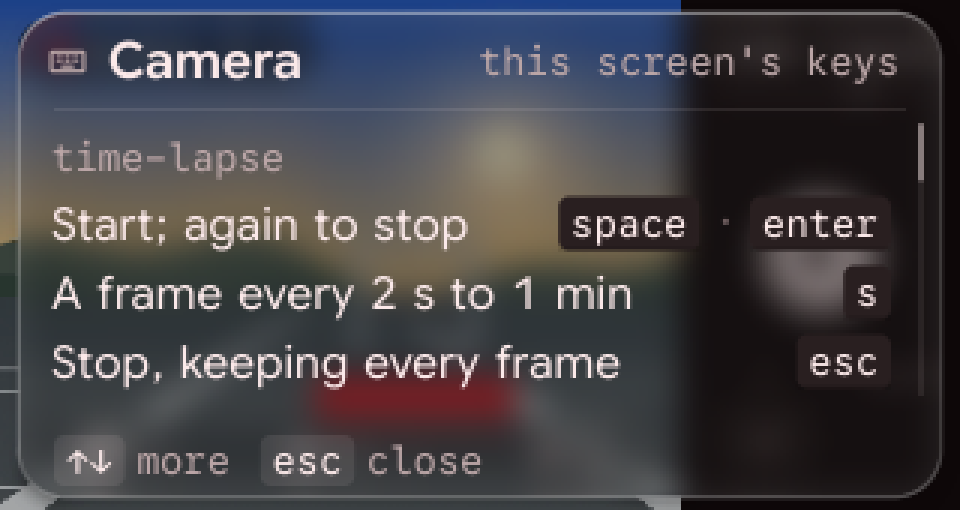 Camera this screen's keys
time-lapse
Start; again to stop space · enter
A frame every 2 s to 1 min s
Stop, keeping every frame esc
↑↓ more esc close